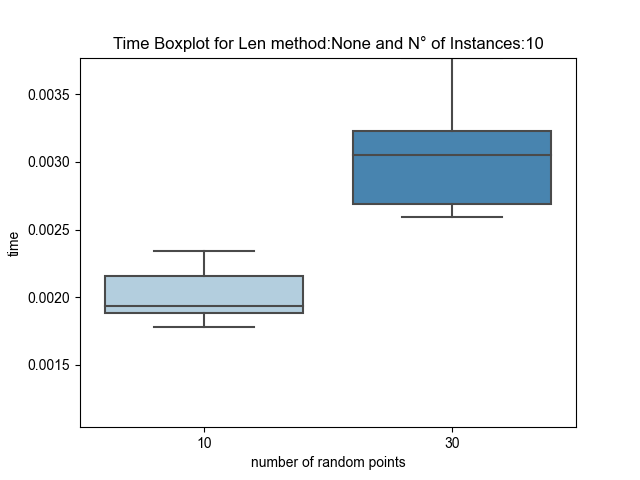 Time Boxplot for Len method:None and N° of Instances:10
0.0035
0.0030
0.0025
0.0020
0.0015
time
10
30
number of random points